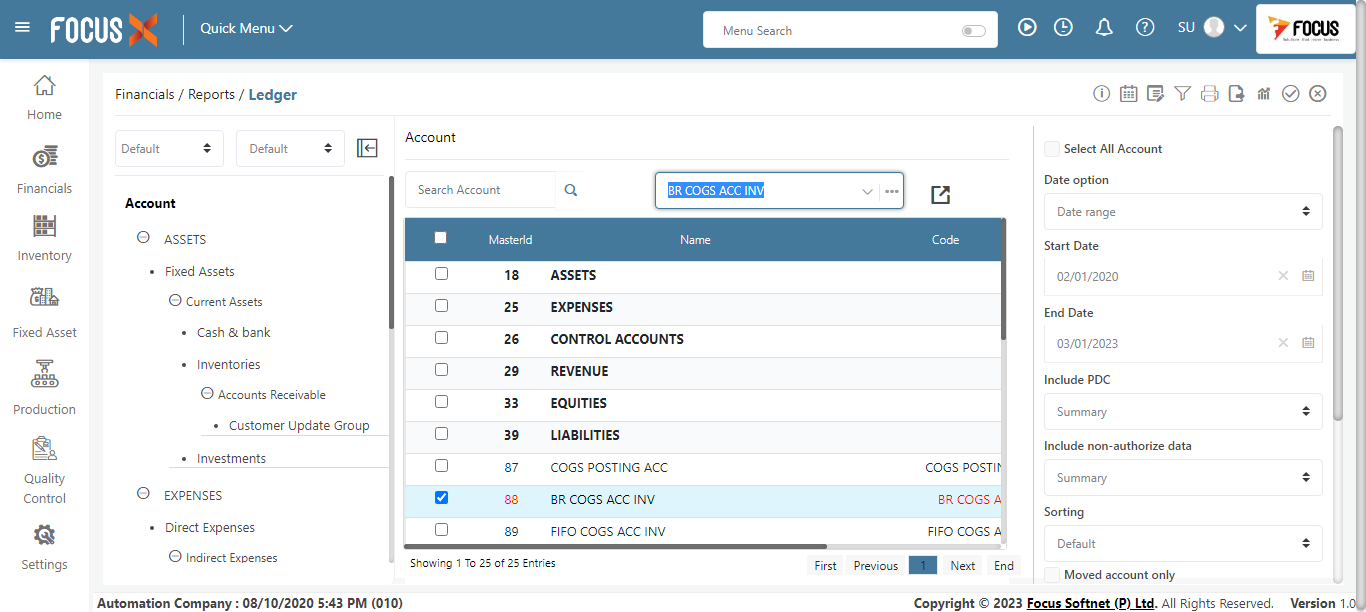 FOCUS X
Quick Menu
Menu Search
SU
FOCUS
Home
Financials
Inventory
Fixed Asset
Production
Quality
Control
Settings
Financials / Reports / Ledger
Default
Default
Account
ASSETS
Fixed Assets
Current Assets
Cash & bank
Inventories
Accounts Receivable
Customer Update Group
Investments
EXPENSES
Direct Expenses
Indirect Expenses
Account
Search Account
BR COGS ACC INV
MasterId Name Code
18 ASSETS
25 EXPENSES
26 CONTROL ACCOUNTS
29 REVENUE
33 EQUITIES
39 LIABILITIES
87 COGS POSTING ACC COGS POSTIN
88 BR COGS ACC INV BR COGS A
89 FIFO COGS ACC INV FIFO COGS A
Showing 1 To 25 of 25 Entries
First Previous 1 Next End
Select All Account
Date option
Date range
Start Date
02/01/2020
End Date
03/01/2023
Include PDC
Summary
Include non-authorize data
Summary
Sorting
Default
Moved account only
Automation Company : 08/10/2020 5:43 PM (010)
Copyright © 2023 Focus Softnet (P) Ltd. All Rights Reserved. Version 1.0